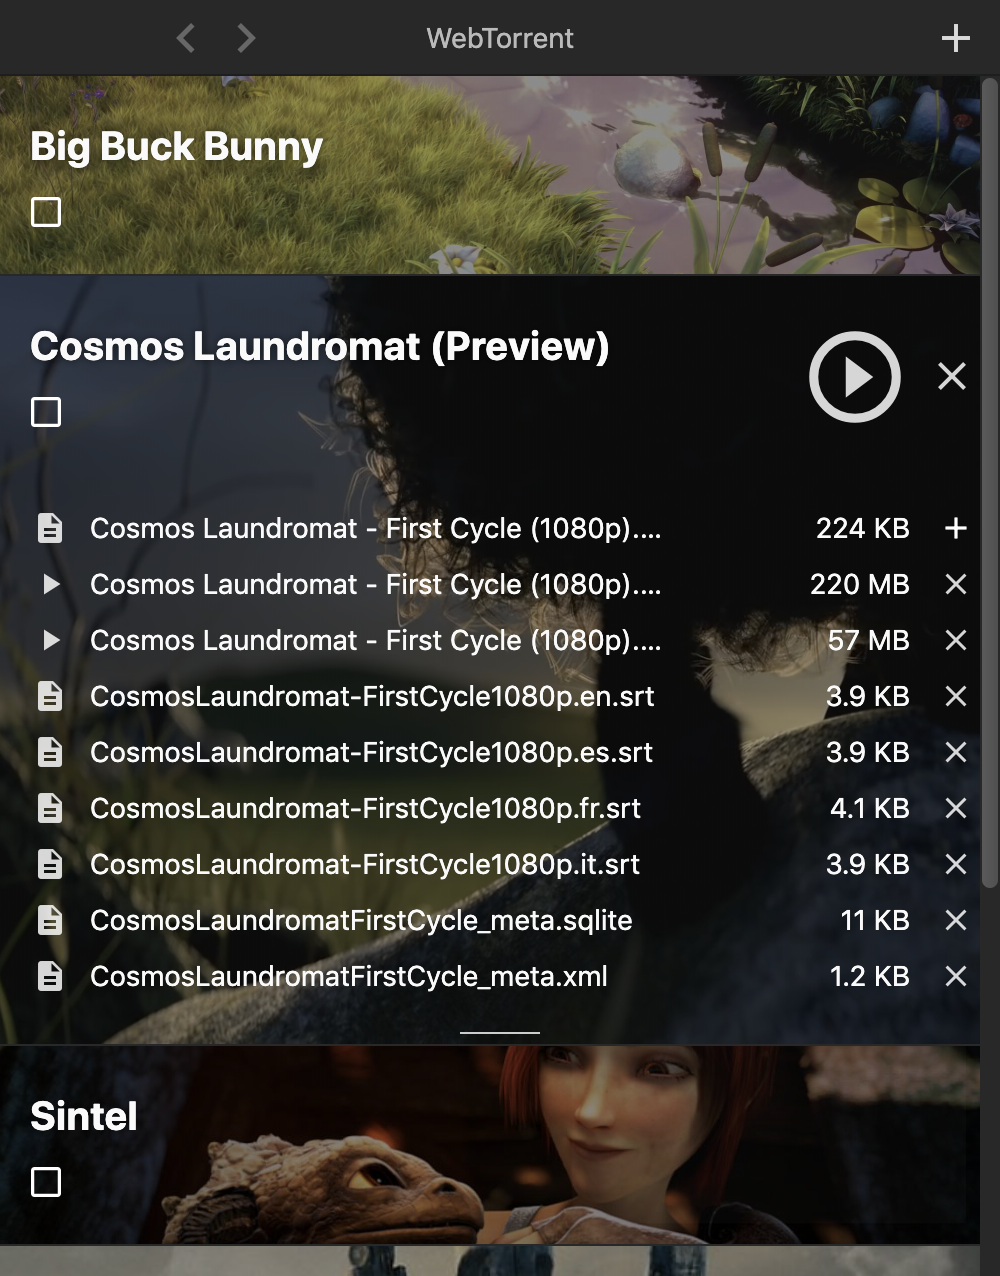 WebTorrent
Big Buck Bunny
Cosmos Laundromat (Preview)
Cosmos Laundromat - First Cycle (1080p).... 224 KB
Cosmos Laundromat - First Cycle (1080p).... 220 MB
Cosmos Laundromat - First Cycle (1080p).... 57 MB
CosmosLaundromat-FirstCycle1080p.en.srt 3.9 KB
CosmosLaundromat-FirstCycle1080p.es.srt 3.9 KB
CosmosLaundromat-FirstCycle1080p.fr.srt 4.1 KB
CosmosLaundromat-FirstCycle1080p.it.srt 3.9 KB
CosmosLaundromatFirstCycle_meta.sqlite 11 KB
CosmosLaundromatFirstCycle_meta.xml 1.2 KB
Sintel